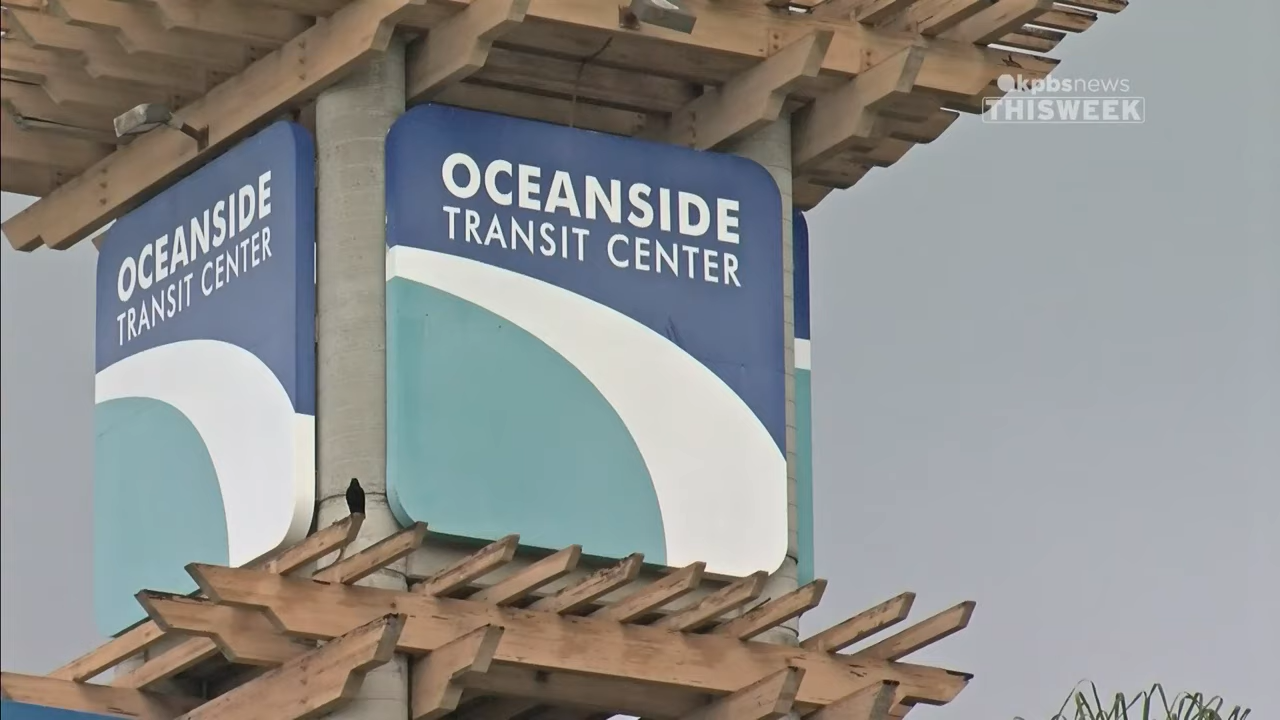 OCEANSIDE
TRANSIT CENTER
OCEANSIDE
TRANSIT CENTER
kpbsnews
THISWEEK